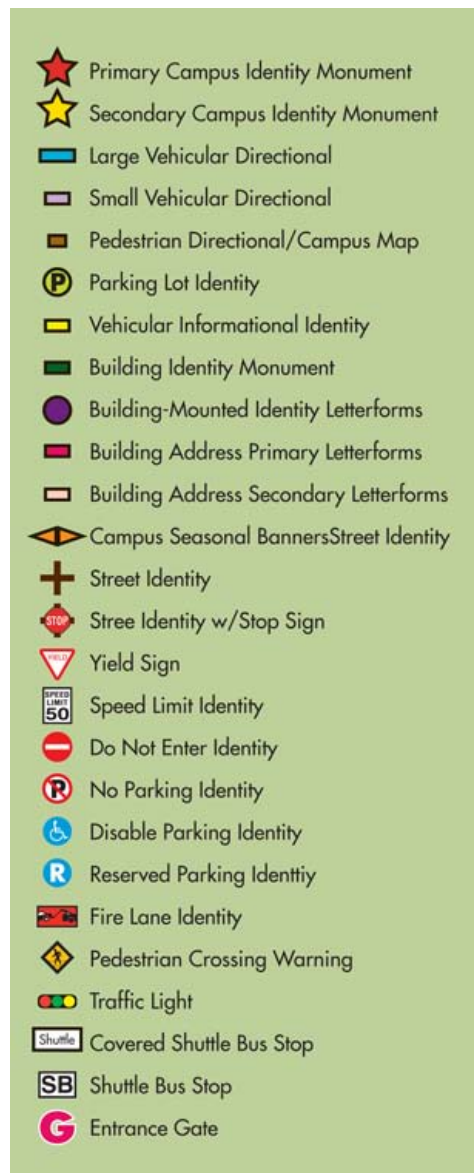 Primary Campus Identity Monument
Secondary Campus Identity Monument
Large Vehicular Directional
Small Vehicular Directional
Pedestrian Directional/Campus Map
P Parking Lot Identity
Vehicular Informational Identity
Building Identity Monument
Building-Mounted Identity Letterforms
Building Address Primary Letterforms
Building Address Secondary Letterforms
Campus Seasonal BannersStreet Identity
Street Identity
STOP Stree Identity w/Stop Sign
YIELD Yield Sign
SPEED
LIMIT
50
Speed Limit Identity
Do Not Enter Identity
P No Parking Identity
Disable Parking Identity
R Reserved Parking Identtiy
Fire Lane Identity
Pedestrian Crossing Warning
Traffic Light
Shuttle Covered Shuttle Bus Stop
SB Shuttle Bus Stop
G Entrance Gate